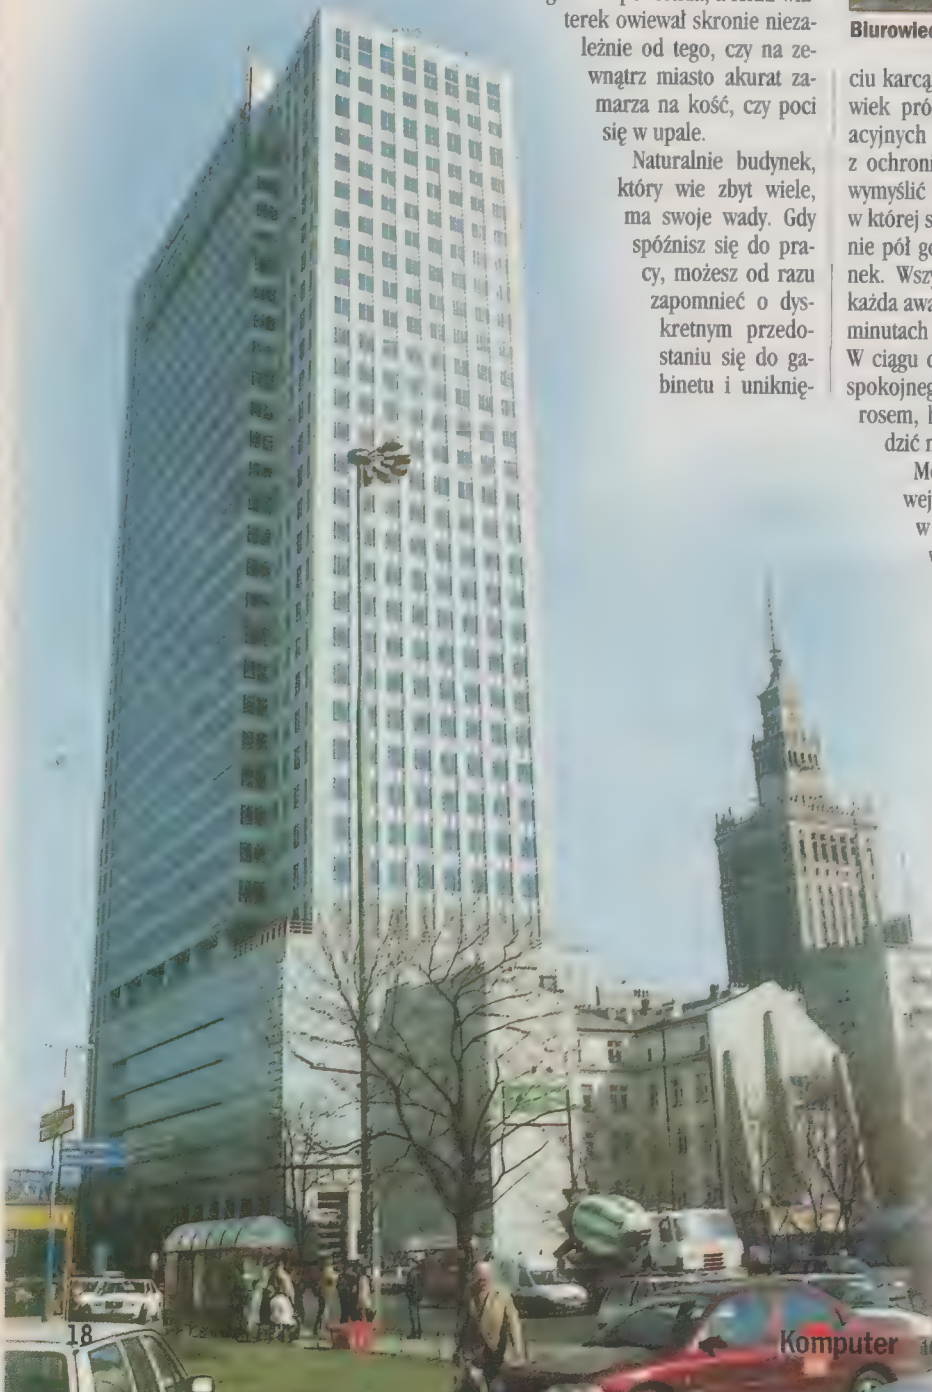 terek owiewał skronie nieza-
leżnie od tego, czy na ze-
wnątrz miasto akurat za-
marza na kość, czy poci
się w upale.
Naturalnie budynek,
który wie zbyt wiele,
ma swoje wady. Gdy
spóźnisz się do pra-
cy, możesz od razu
zapomnieć o dys-
kretnym przedo-
staniu się do ga-
binetu i uniknię-
Biurowiec
ciu karcą
wiek pró
acyjnych
z ochroni
wymyślić
w której s
nie pół go
nek. Wszy
każda awa
minutach
W ciągu d
spokojneg
rosem, h
dzić n
Mo
wej
w
18
Komputer